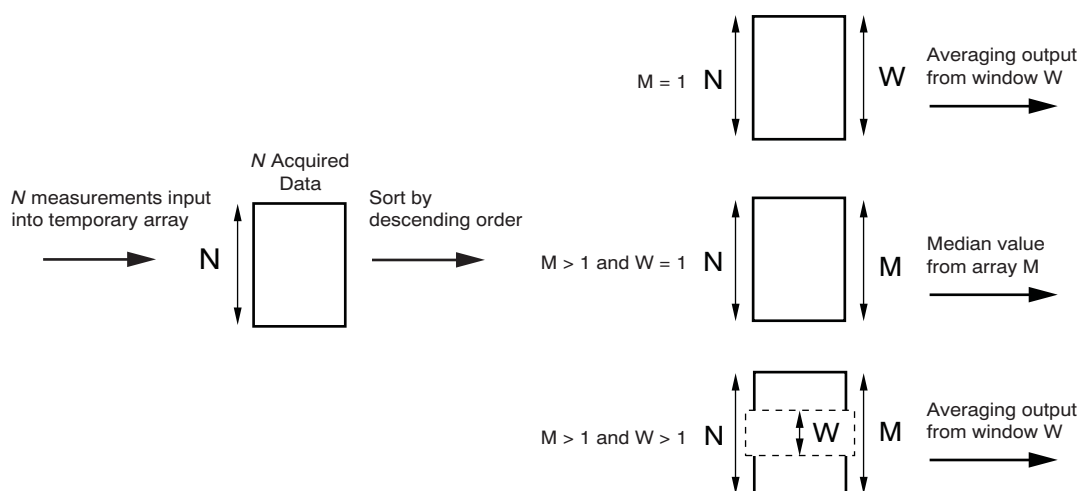 N measurements input
into temporary array
N
N Acquired
Data
Sort by
descending order
M = 1
N
W
Averaging output
from window W
M > 1 and W = 1
N
M
Median value
from array M
M > 1 and W > 1
N
W
M
Averaging output
from window W